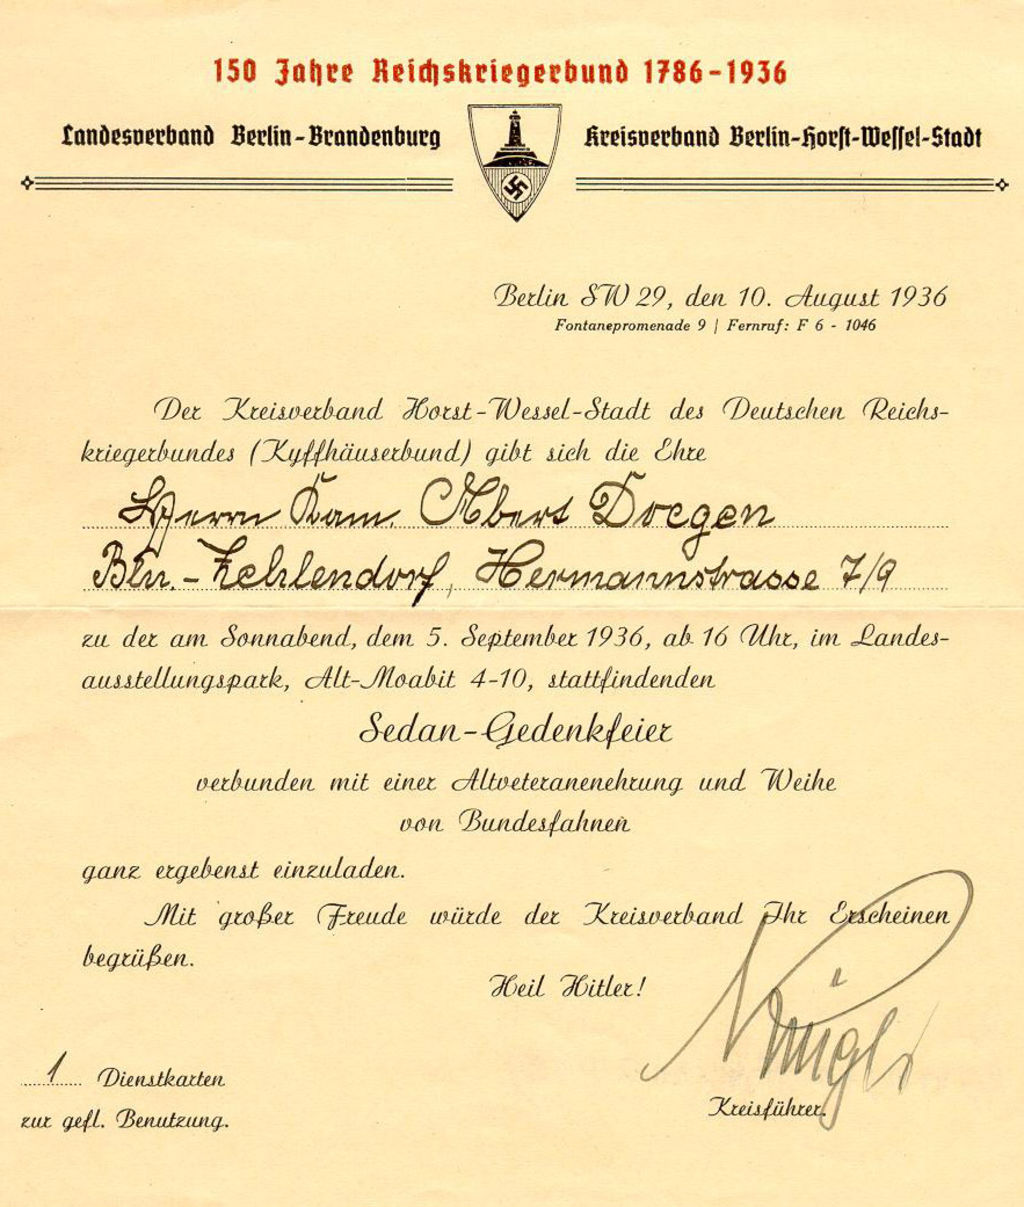 150 Jahre Reichskriegerbund 1786-1936
Landesverband Berlin-Brandenburg
Kreisverband Berlin-Horst-Wessel-Stadt
Berlin SW 29, den 10. August 1936
Fontanepromenade 9 | Fernruf: F 6 - 1046
Der Kreisverband Horst-Wessel-Stadt des Deutschen Reichs-
kriegerbundes (Kyffhäuserbund) gibt sich die Ehre
Herrn Kam. Albert Doegen
Bln.-Zehlendorf, Hermannstrasse 7/9
zu der am Sonnabend, dem 5. September 1936, ab 16 Uhr, im Landes-
ausstellungspark, Alt-Moabit 4-10, stattfindenden
Sedan-Gedenkfeier
verbunden mit einer Altveteranenehrung und Weihe
von Bundesfahnen
ganz ergebenst einzuladen.
Mit großer Freude würde der Kreisverband Ihr Erscheinen
begrüßen.
Heil Hitler!
1 Dienstkarten
zur gefl. Benutzung.
Kreisführer.